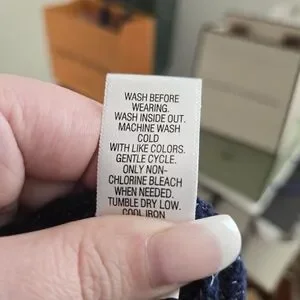 WASH BEFORE
WEARING.
WASH INSIDE OUT.
MACHINE WASH
COLD
WITH LIKE COLORS.
GENTLE CYCLE.
ONLY NON-
CHLORINE BLEACH
WHEN NEEDED.
TUMBLE DRY LOW.
COOL IRON